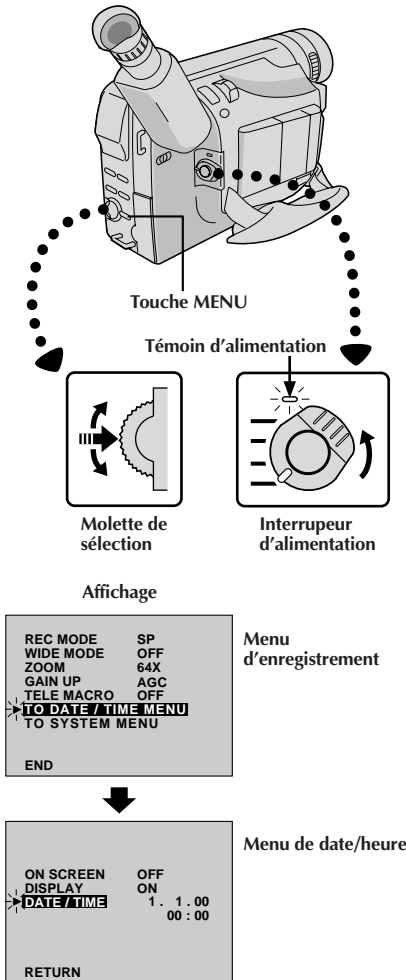 Touche MENU
Témoin d'alimentation
Molette de
sélection
Interrupeur
d'alimentation
Affichage
REC MODE SP
WIDE MODE OFF
ZOOM 64X
GAIN UP AGC
TELE MACRO OFF
TO DATE / TIME MENU
TO SYSTEM MENU
END
Menu
d'enregistrement
ON SCREEN OFF
DISPLAY ON
DATE / TIME 1. 1.00
00 : 00
RETURN
Menu de date/heure